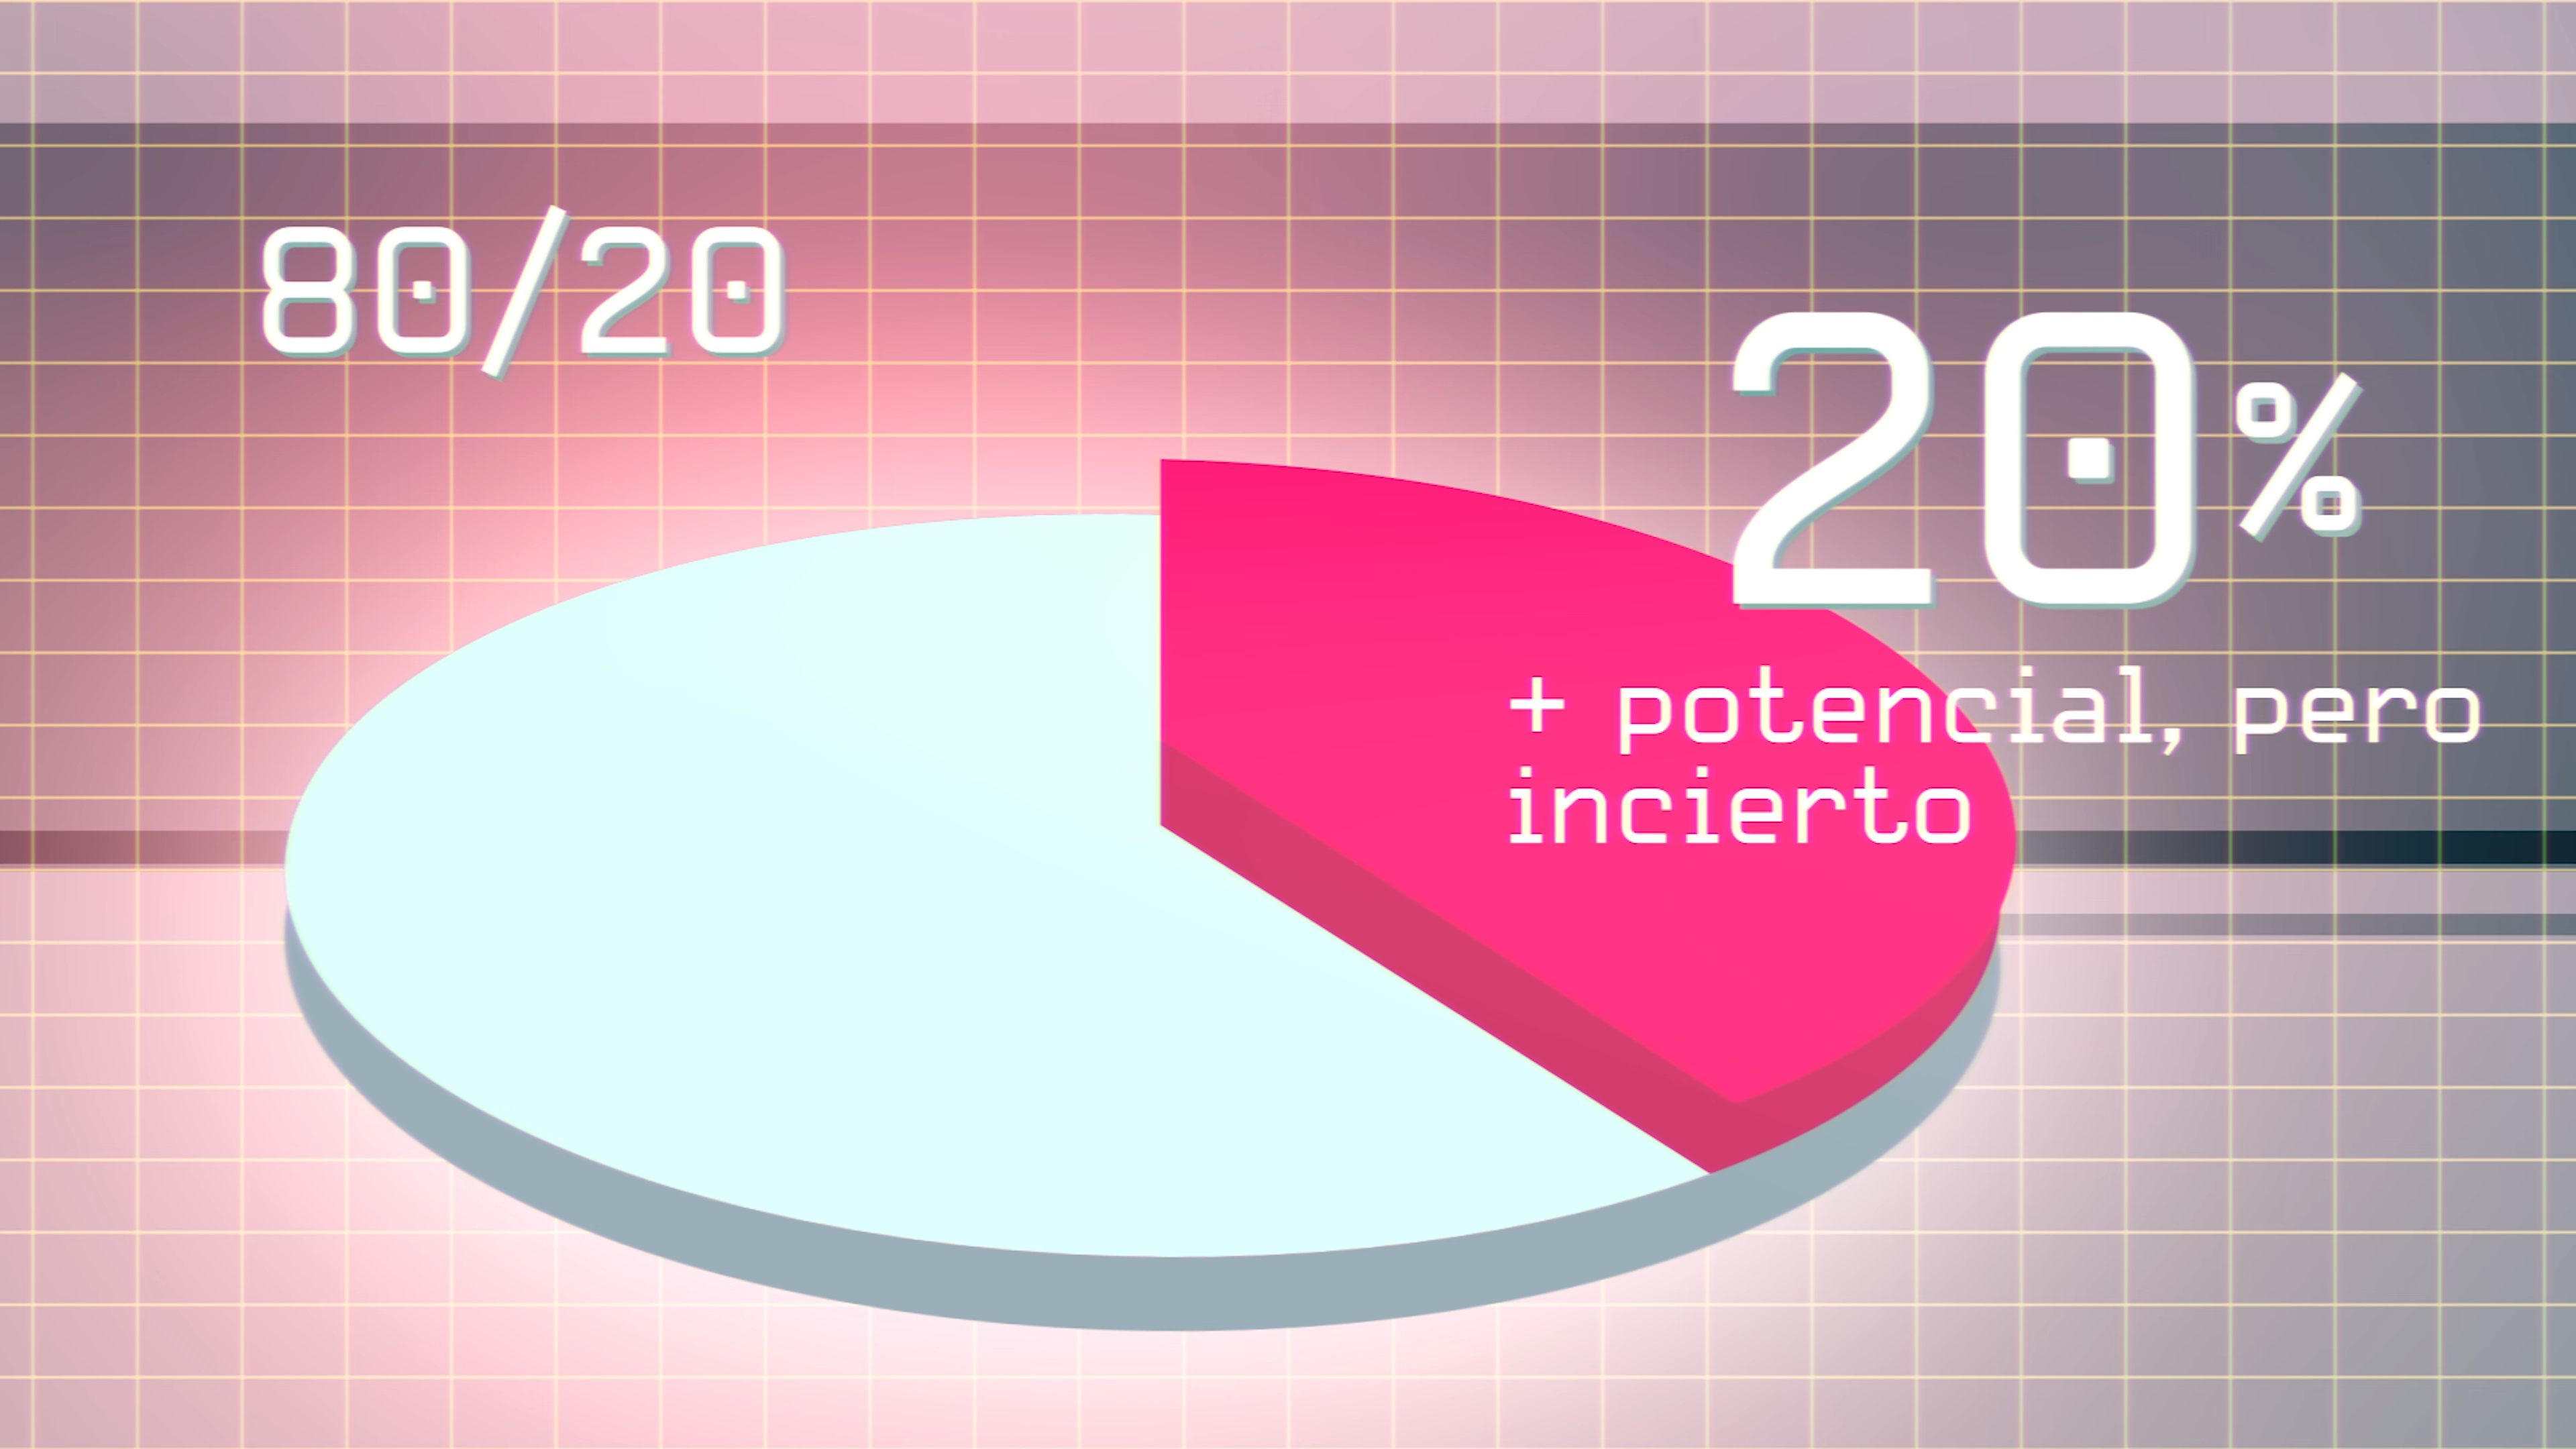 80/20
20%
+ potencial, pero
incierto